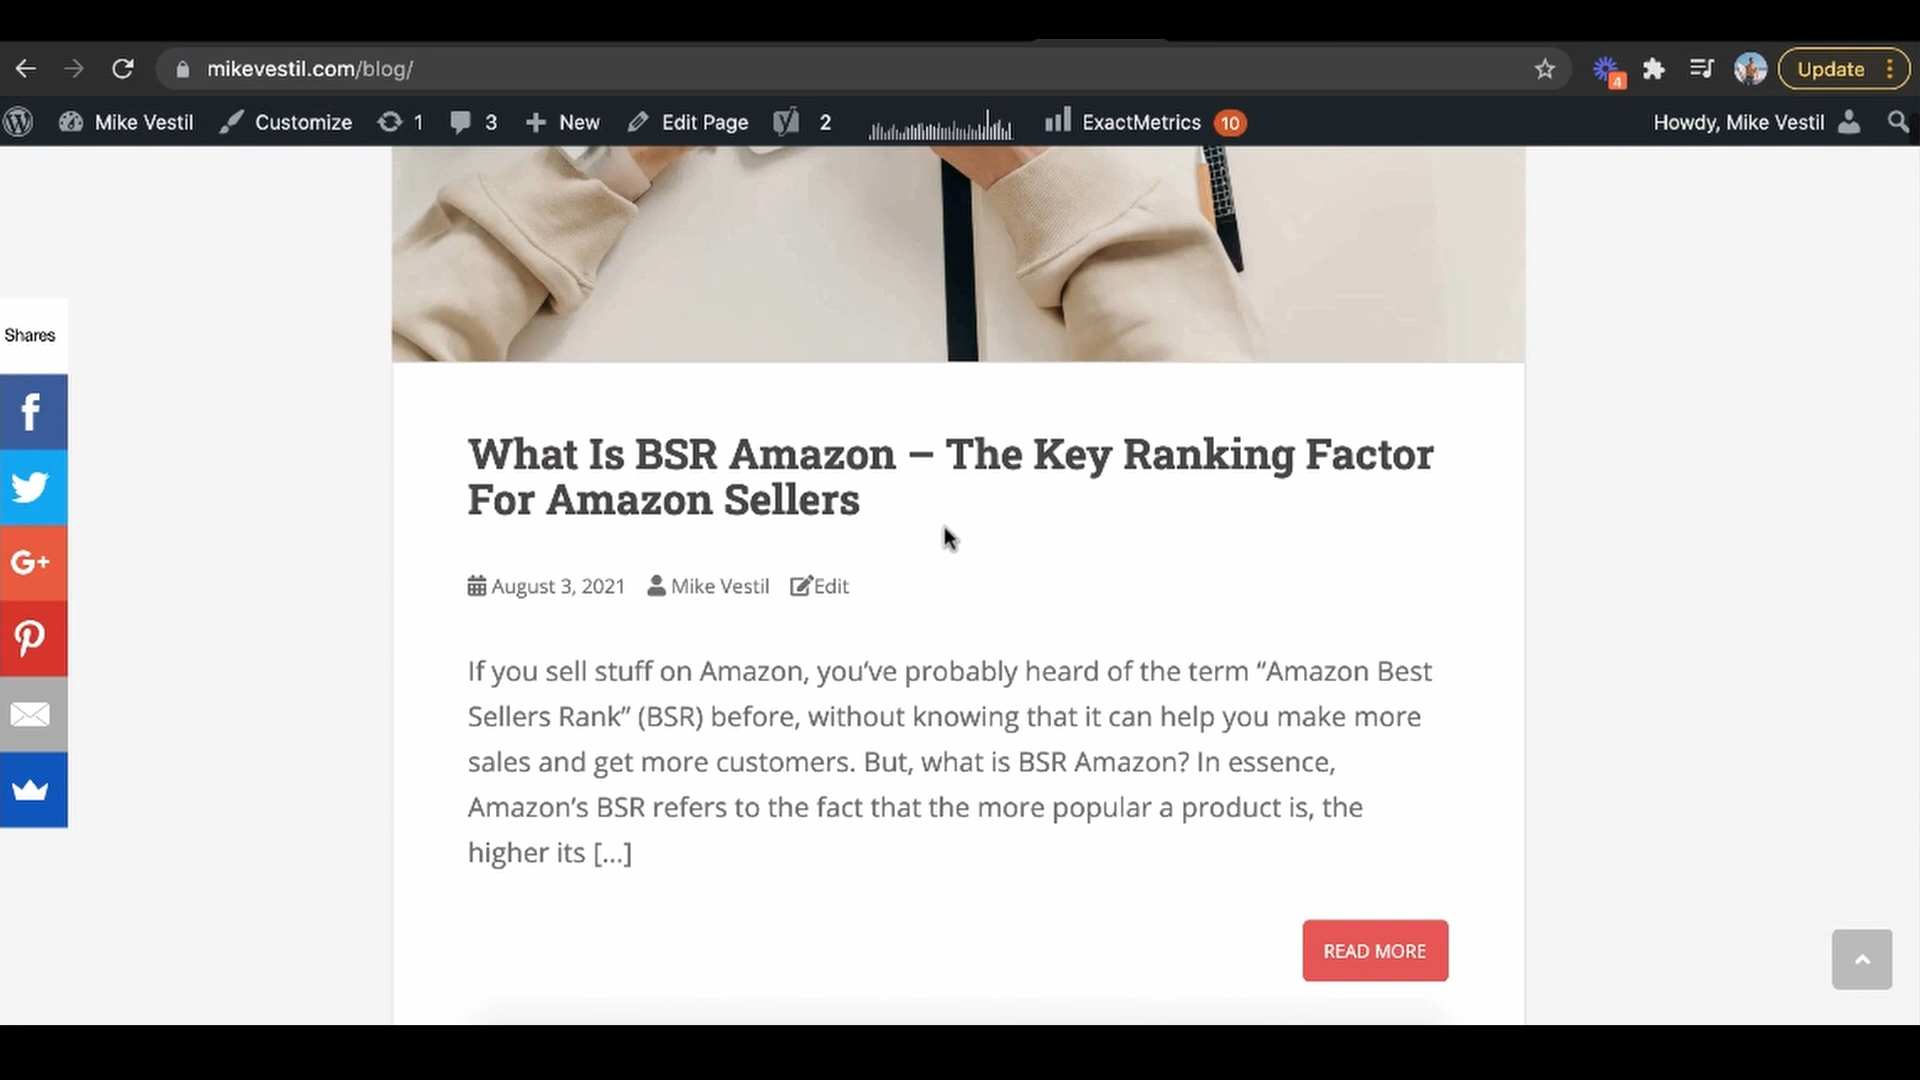 mikevestil.com/blog/
4
Update
Mike Vestil
Customize
1
3
New
Edit Page
2
ExactMetrics
10
Howdy, Mike Vestil
Shares
f
G+
What Is BSR Amazon – The Key Ranking Factor
For Amazon Sellers
August 3, 2021
Mike Vestil
Edit
If you sell stuff on Amazon, you’ve probably heard of the term “Amazon Best
Sellers Rank” (BSR) before, without knowing that it can help you make more
sales and get more customers. But, what is BSR Amazon? In essence,
Amazon’s BSR refers to the fact that the more popular a product is, the
higher its [...]
READ MORE